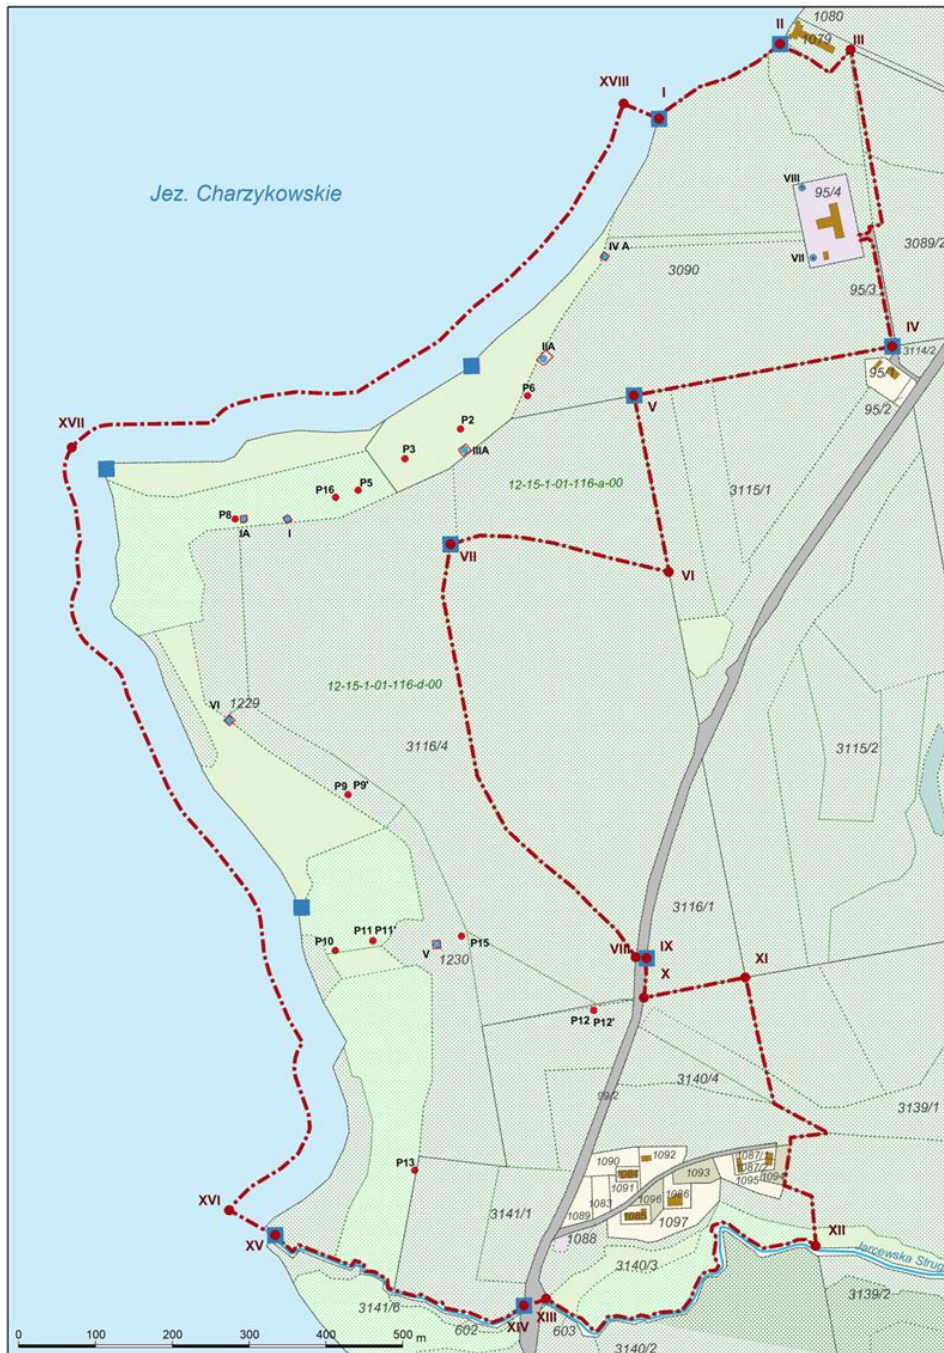 1080
II
1079
III
XVIII
I
VIII
95/4
Jez. Charzykowskie
3089/2
IV A
3090
VII
95/3
IV
3114/2
IIA
95/1
P6
V
95/2
XVII
P2
P3
IIIA
12-15-1-01-116-a-00
3115/1
P16
P5
P8
IA
I
VII
VI
12-15-1-01-116-d-00
VI
1229
3116/4
3115/2
P9
P9'
3116/1
P10
P11
P11'
V
1230
P15
VIII
IX
X
XI
P12
P12'
3140/4
99/2
3139/1
P13
1090
1092
1084
1091
1093
1087/1
1087/2
1094
1095
1083
1096
1086
1089
1085
1097
1088
XVI
3141/1
XV
XII
Jarcewska Strug
3140/3
3139/2
3141/6
602
XIV
XIII
603
3140/2
0 100 200 300 400 500 m